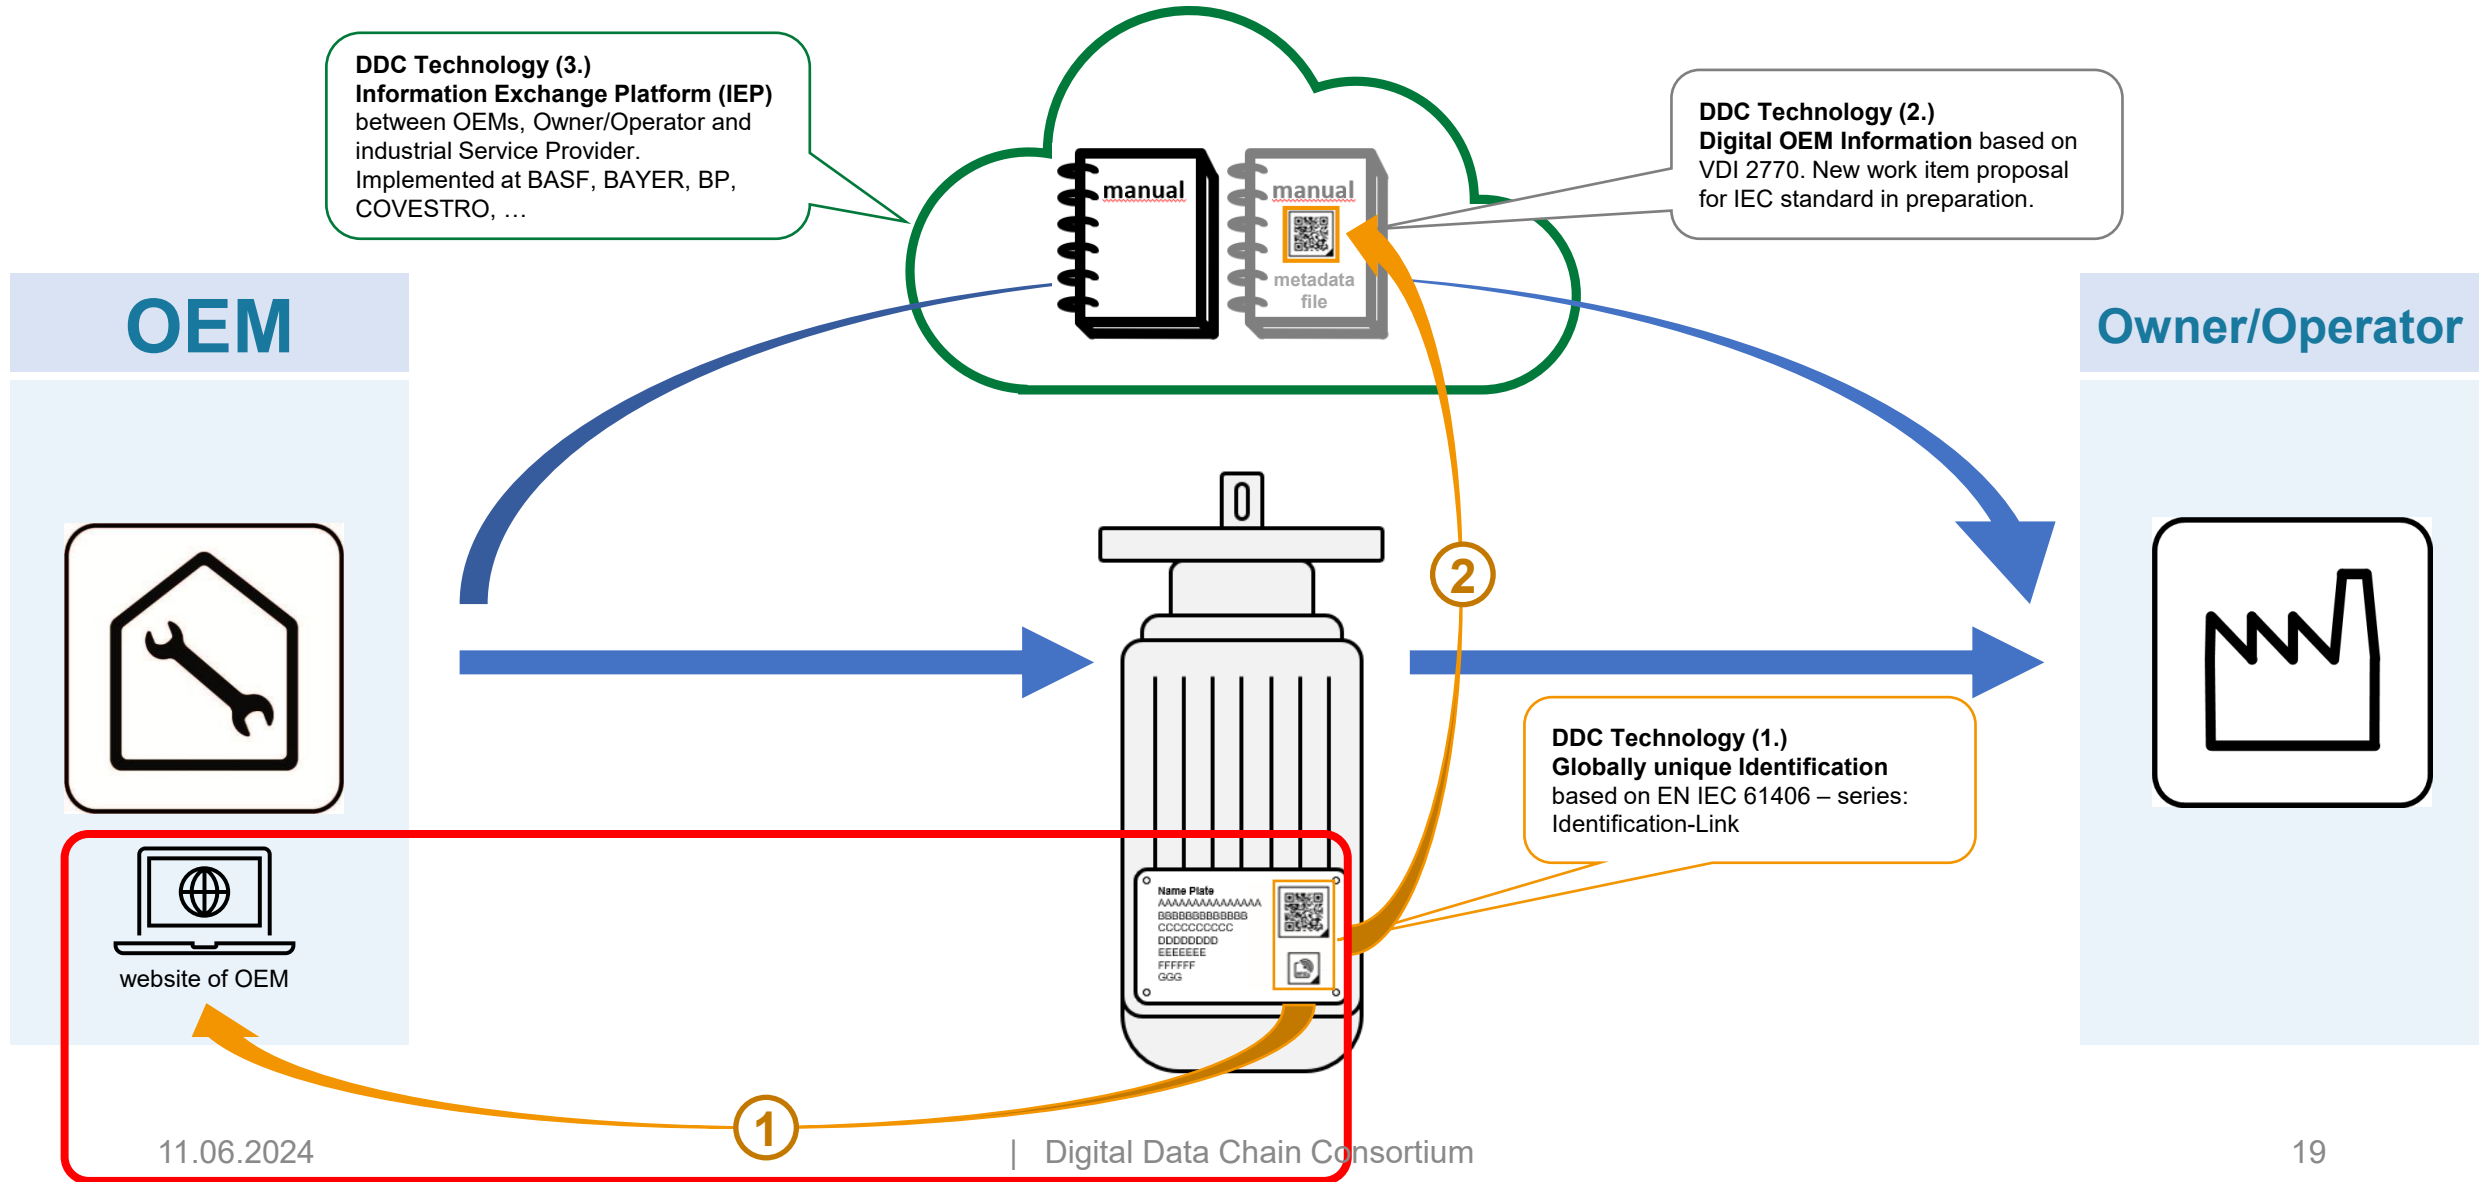 DDC Technology (3.)
Information Exchange Platform (IEP)
between OEMs, Owner/Operator and
industrial Service Provider.
Implemented at BASF, BAYER, BP,
COVESTRO, …
DDC Technology (2.)
Digital OEM Information based on
VDI 2770. New work item proposal
for IEC standard in preparation.
manual
manual
metadata
file
OEM
Owner/Operator
2
DDC Technology (1.)
Globally unique Identification
based on EN IEC 61406 – series:
Identification-Link
Name Plate
AAAAAAAAAAAAAAA
BBBBBBBBBBBBB
CCCCCCCCCC
DDDDDDDD
EEEEEEE
FFFFFF
GGG
website of OEM
1
11.06.2024
| Digital Data Chain Consortium
19